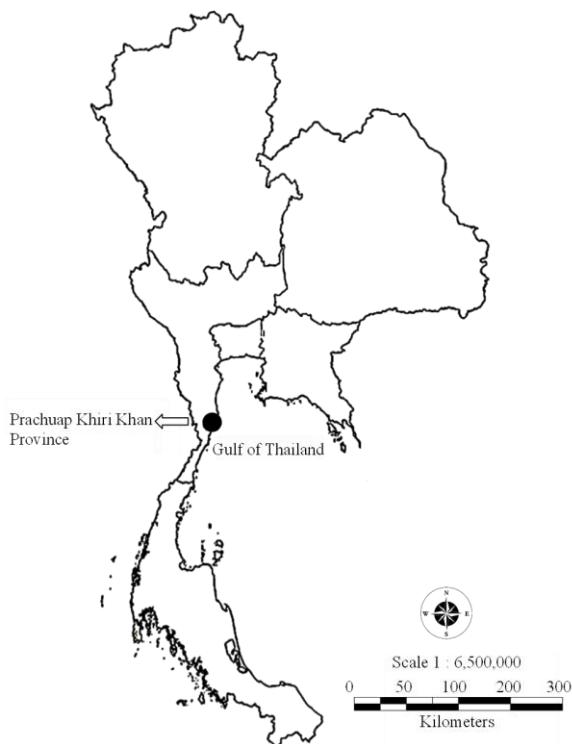 Prachuap Khiri Khan
Province
Gulf of Thailand
N
W E
S
Scale 1 : 6,500,000
0 50 100 200 300
Kilometers